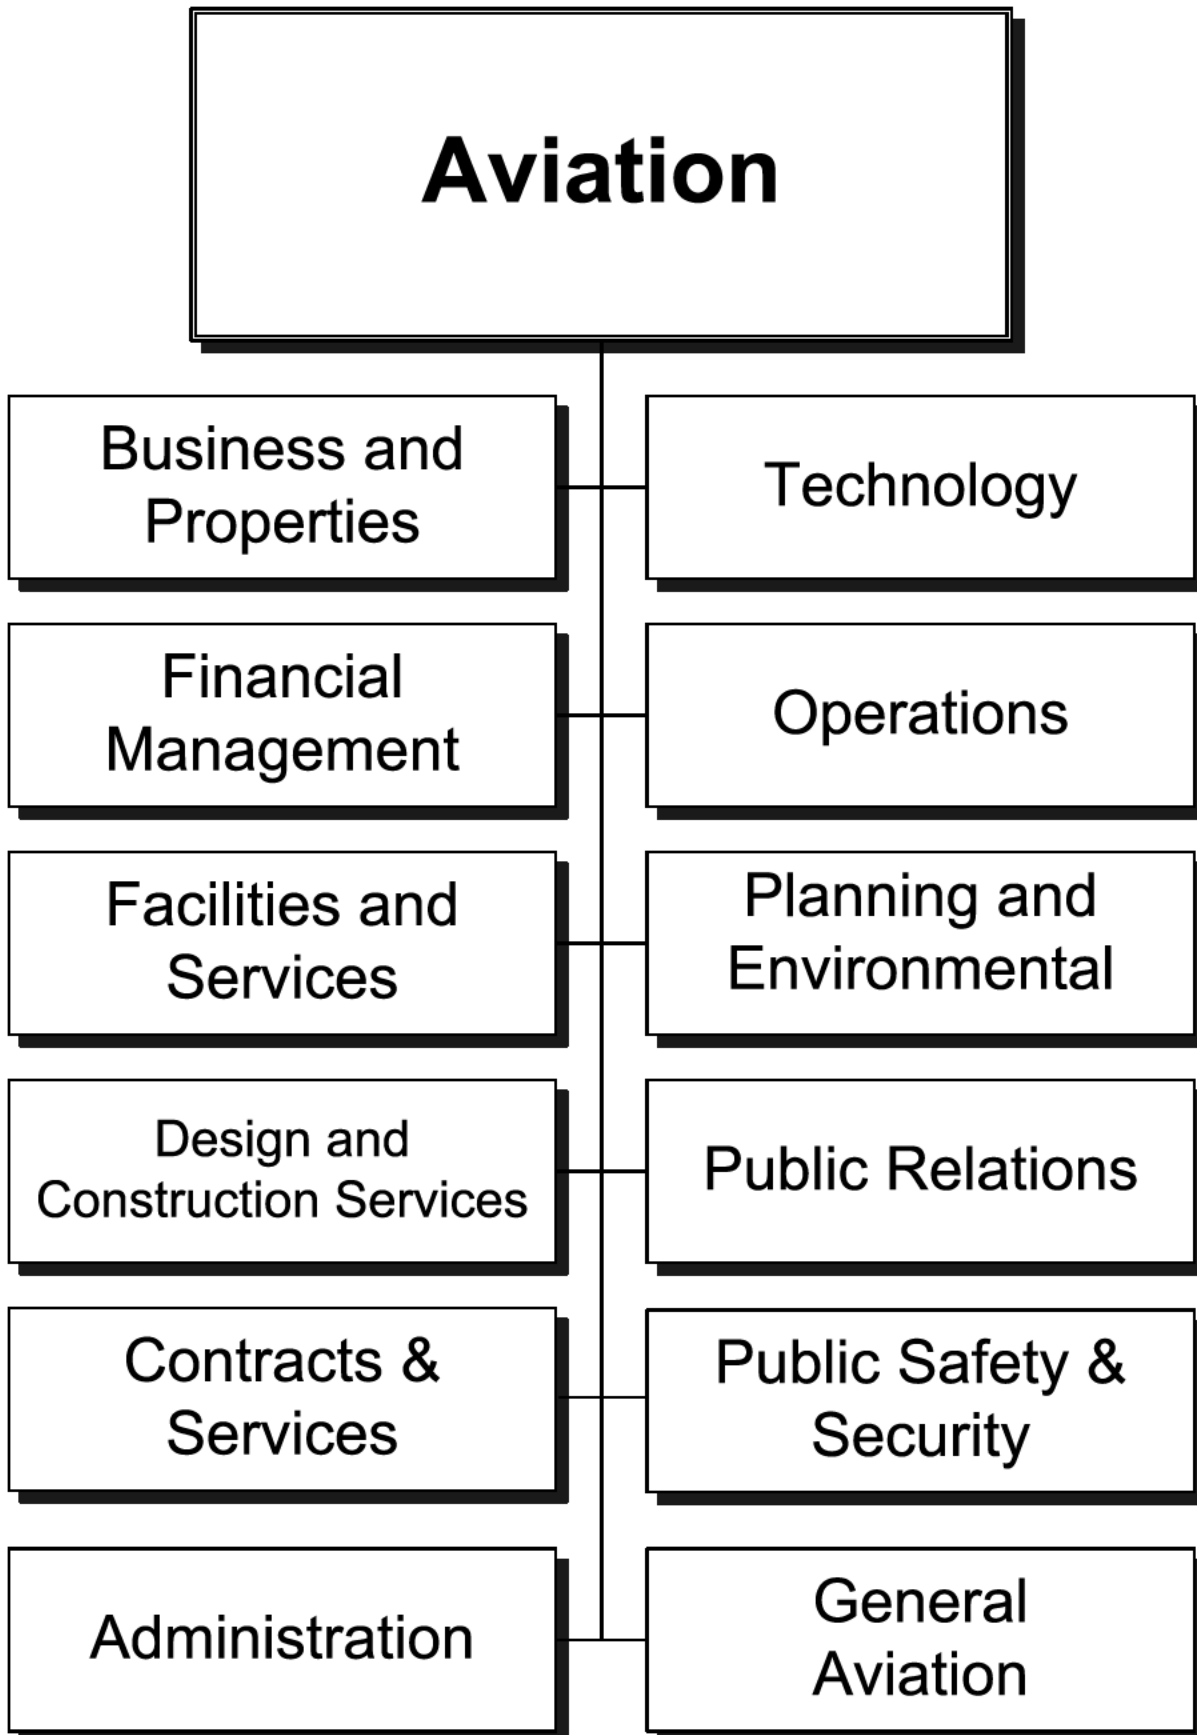 Aviation
Business and
Properties
Technology
Financial
Management
Operations
Facilities and
Services
Planning and
Environmental
Design and
Construction Services
Public Relations
Contracts &
Services
Public Safety &
Security
Administration
General
Aviation